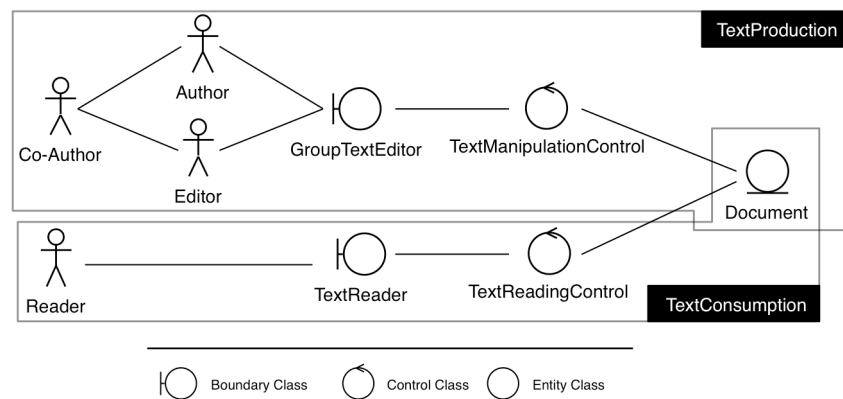 TextProduction
Author
Co-Author
GroupTextEditor
TextManipulationControl
Editor
Document
Reader
TextReader
TextReadingControl
TextConsumption
Boundary Class
Control Class
Entity Class